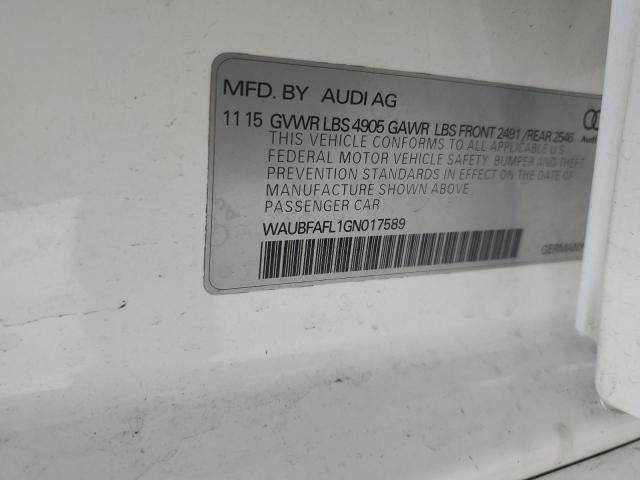 MFD. BY AUDI AG
11 15 GVWR LBS 4905 GAWR LBS FRONT 2491 / REAR 2546
THIS VEHICLE CONFORMS TO ALL APPLICABLE U.S.
FEDERAL MOTOR VEHICLE SAFETY. BUMPER AND THEFT
PREVENTION STANDARDS IN EFFECT ON THE DATE OF
MANUFACTURE SHOWN ABOVE.
PASSENGER CAR
WAUBFAFL1GN017589
Audi
GERMANY